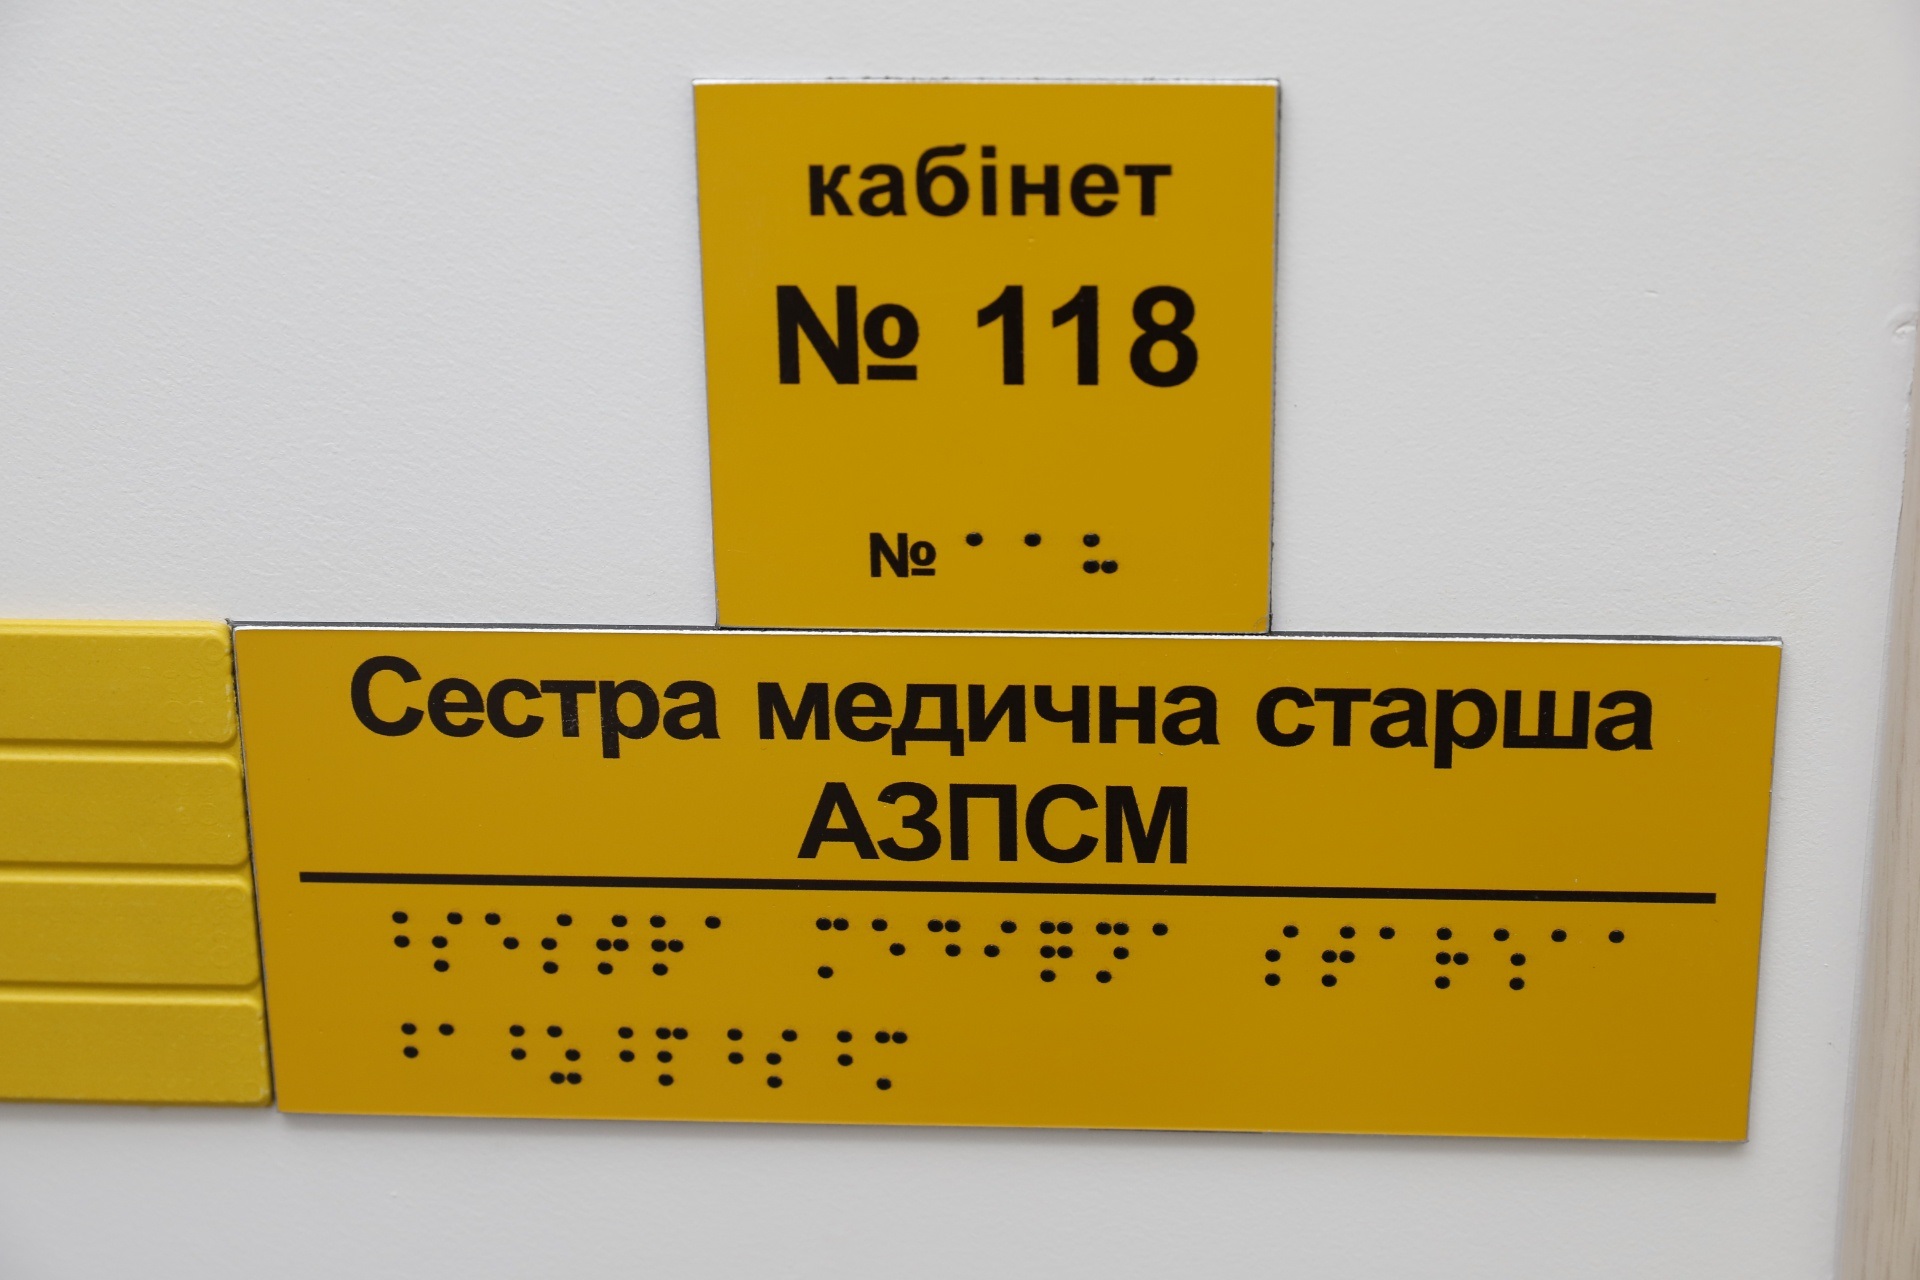 кабінет
№ 118
№ ⠁⠁⠓
Сестра медична старша
АЗПСМ
⠘⠎⠑⠎⠞⠗⠁ ⠍⠑⠙⠊⠟⠝⠁ ⠎⠞⠁⠗⠱⠁⠁
⠘⠁⠘⠵⠘⠏⠘⠎⠘⠍